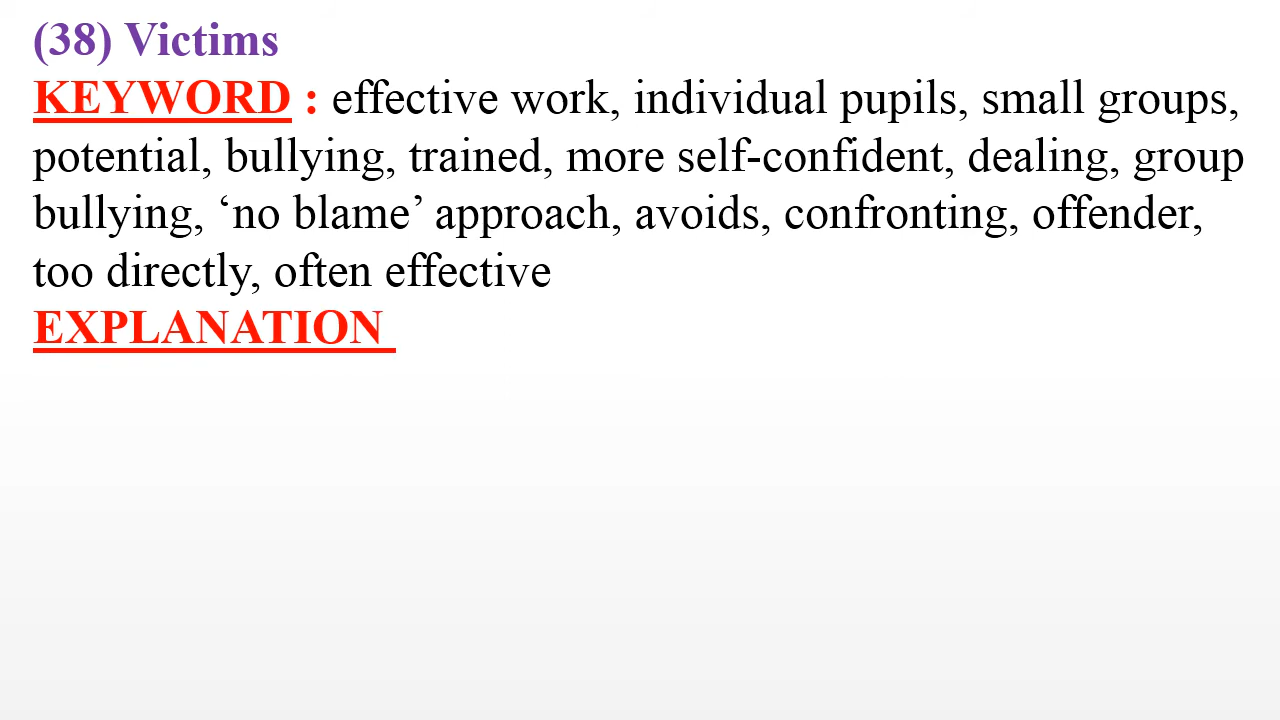 (38) Victims
KEYWORD : effective work, individual pupils, small groups,
potential, bullying, trained, more self-confident, dealing, group
bullying, ‘no blame’ approach, avoids, confronting, offender,
too directly, often effective
EXPLANATION